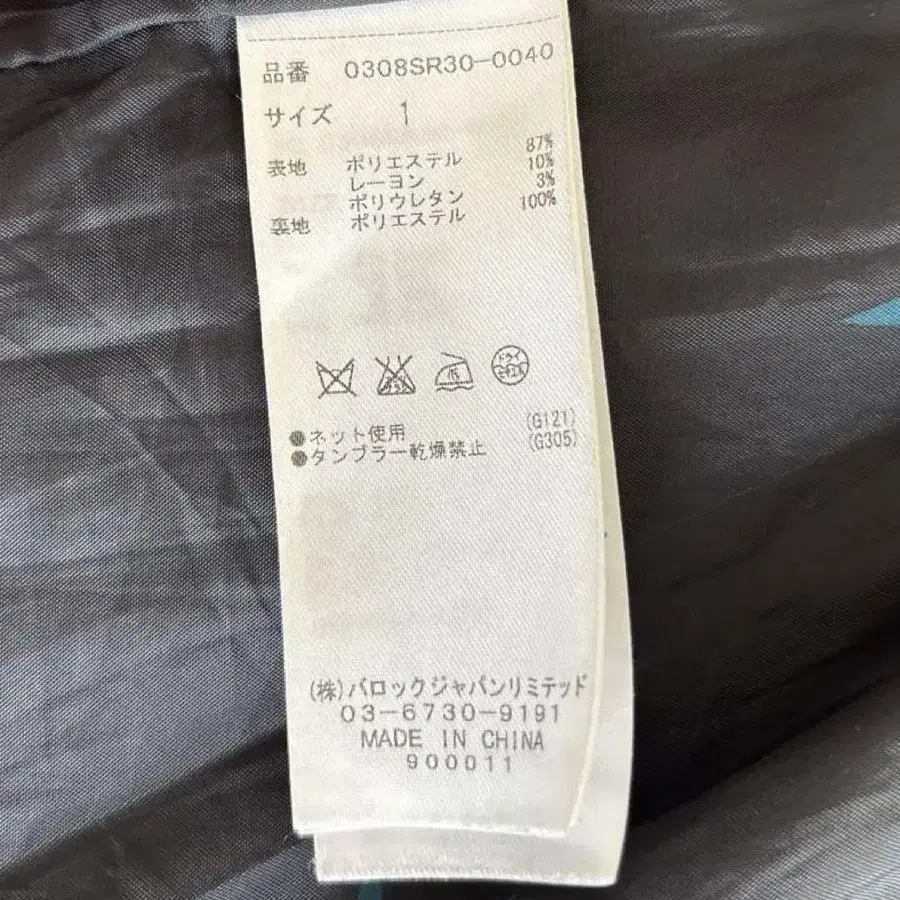 品番 0308SR30-0040
サイズ 1
表地 ポリエステル 87%
レーヨン 10%
ポリウレタン 3%
裏地 ポリエステル 100%
ドライ
●ネット使用 (G121)
●タンブラー乾燥禁止 (G305)
(株)バロックジャパンリミテッド
03-6730-9191
MADE IN CHINA
900011